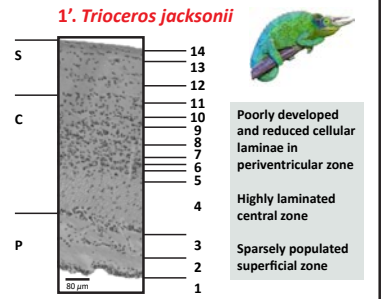 1'. Trioceros jacksonii
S
C
P
14
13
12
11
10
9
8
7
6
5
4
3
2
1
80 µm
Poorly developed
and reduced cellular
laminae in
periventricular zone
Highly laminated
central zone
Sparsely populated
superficial zone